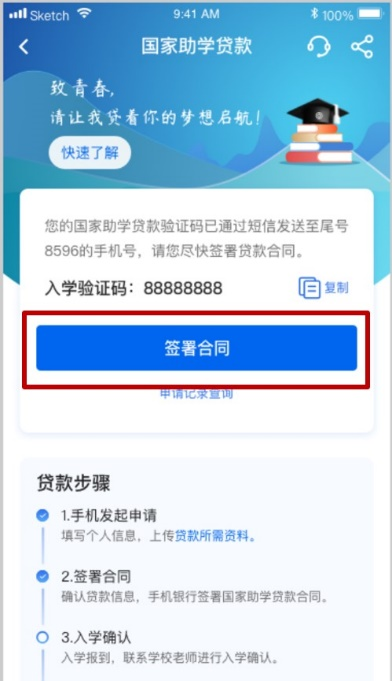 Sketch
9:41 AM
100%
国家助学贷款
致青春,
请让我贷着你的梦想启航!
快速了解
您的国家助学贷款验证码已通过短信发送至尾号
8596的手机号，请您尽快签署贷款合同。
入学验证码：88888888
复制
签署合同
申请记录查询
贷款步骤
1.手机发起申请
填写个人信息，上传贷款所需资料。
2.签署合同
确认贷款信息，手机银行签署国家助学贷款合同。
3.入学确认
入学报到，联系学校老师进行入学确认。